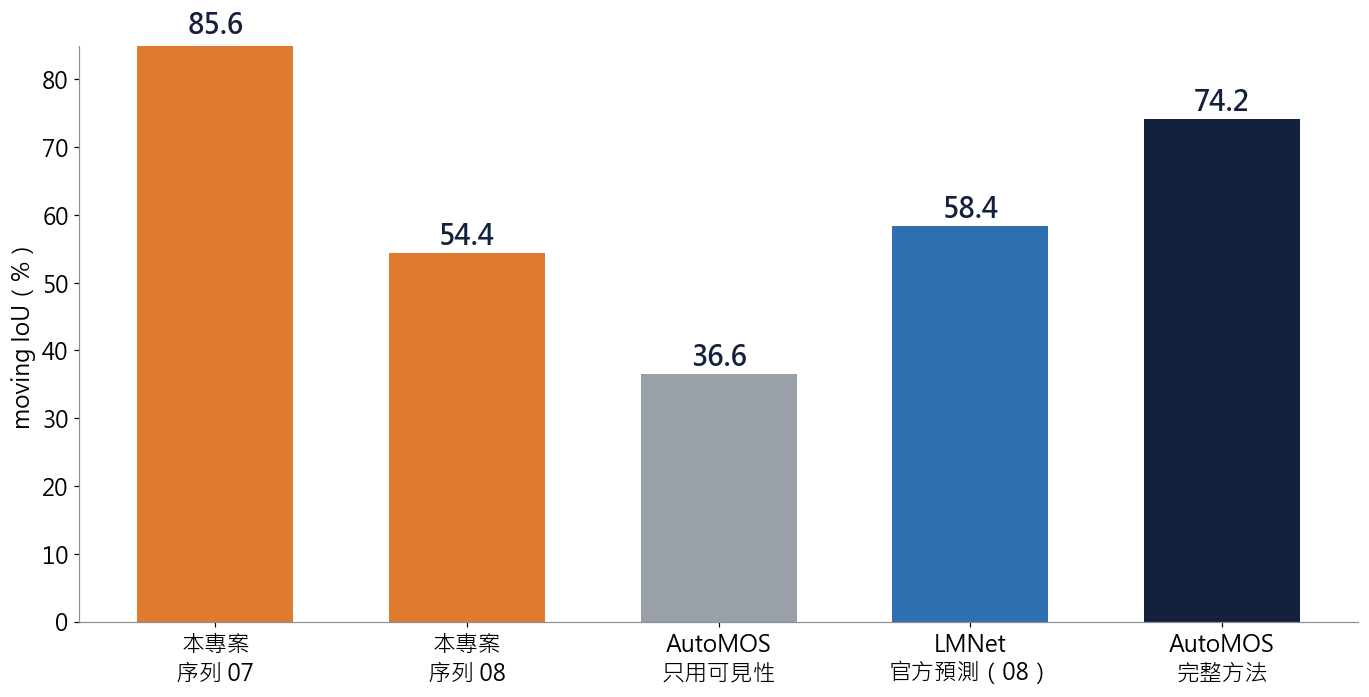 85.6
54.4
36.6
58.4
74.2
moving IoU（%）
80
70
60
50
40
30
20
10
0
本專案
序列 07
本專案
序列 08
AutoMOS
只用可見性
LMNet
官方預測（08）
AutoMOS
完整方法